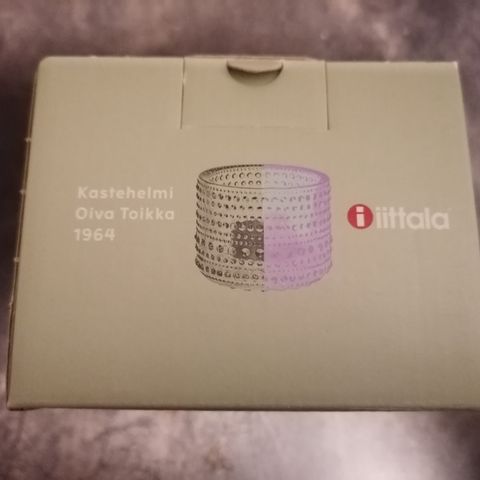 Kastehelmi
Oiva Toikka
1964
i iittala